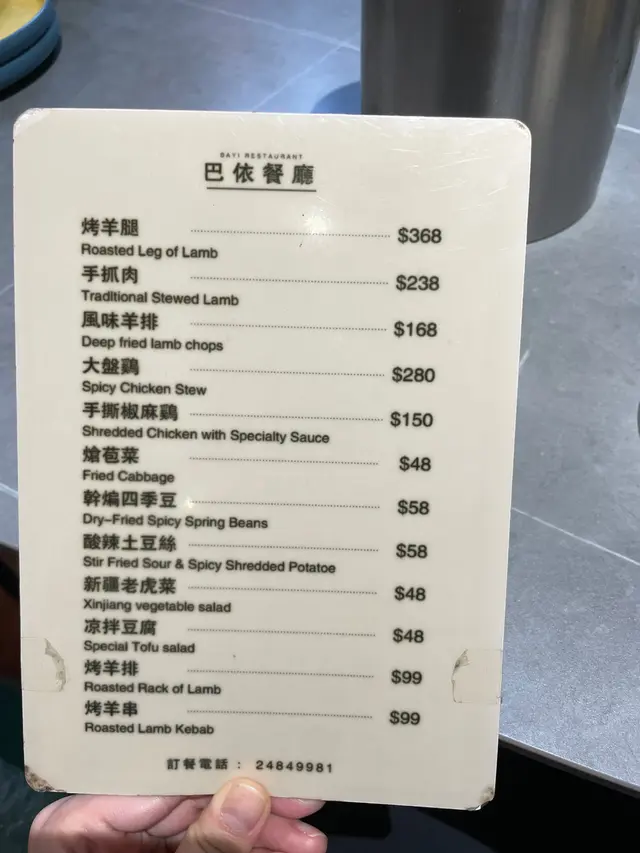 BAYI RESTAURANT
巴依餐廳
烤羊腿 $368
Roasted Leg of Lamb
手抓肉 $238
Traditional Stewed Lamb
風味羊排 $168
Deep fried lamb chops
大盤鷄 $280
Spicy Chicken Stew
手撕椒麻鷄 $150
Shredded Chicken with Specialty Sauce
熗苞菜 $48
Fried Cabbage
幹煸四季豆 $58
Dry-Fried Spicy Spring Beans
酸辣土豆絲 $58
Stir Fried Sour & Spicy Shredded Potatoe
新疆老虎菜 $48
Xinjiang vegetable salad
凉拌豆腐 $48
Special Tofu salad
烤羊排 $99
Roasted Rack of Lamb
烤羊串 $99
Roasted Lamb Kebab
訂餐電話： 24849981